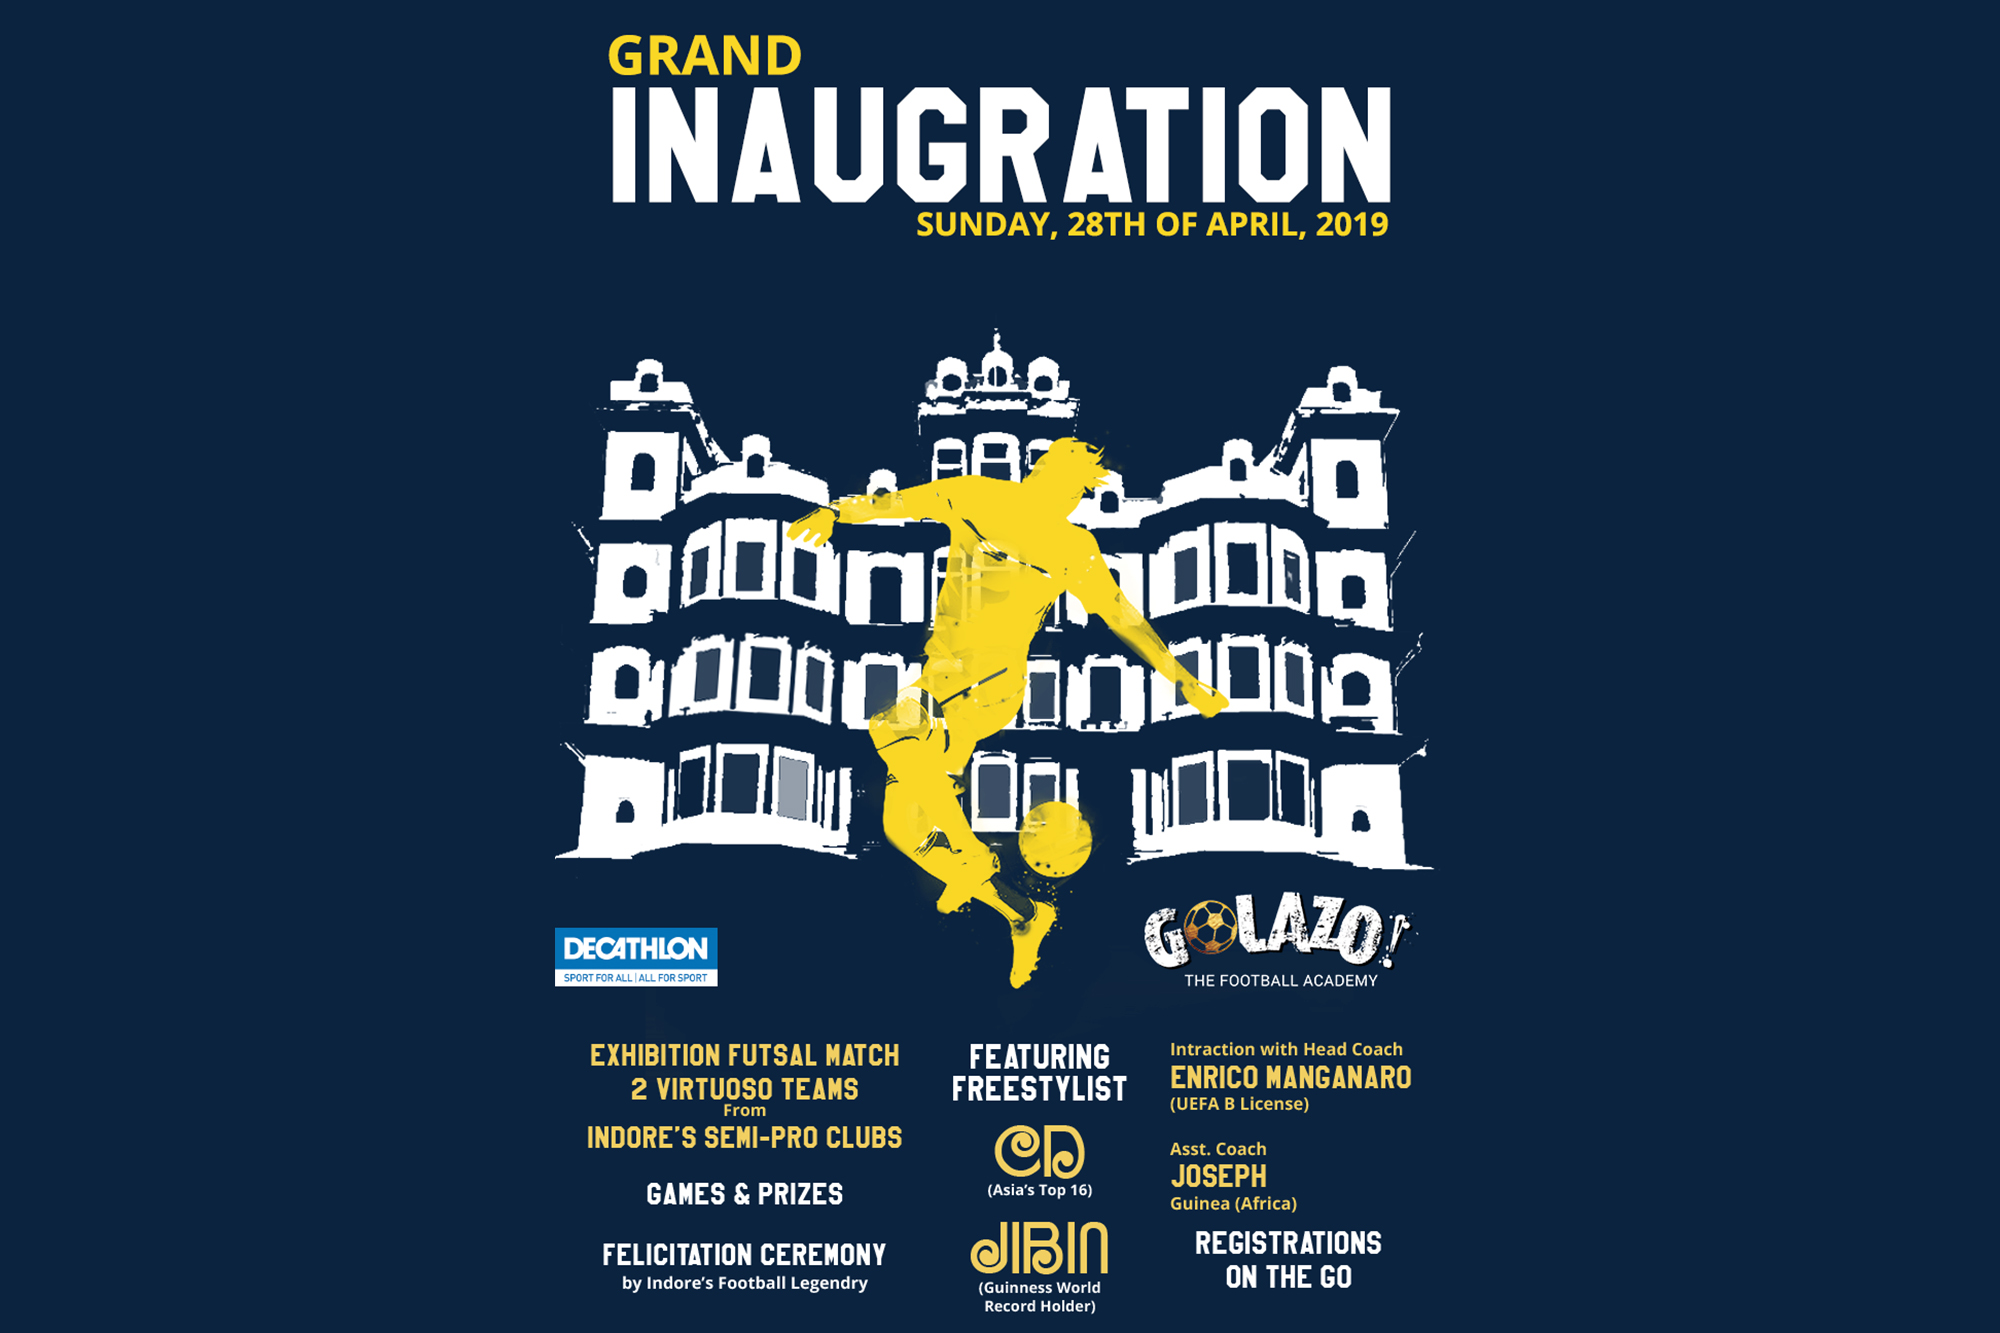 GRAND
INAUGRATION
SUNDAY, 28TH OF APRIL, 2019
DECATHLON
SPORT FOR ALL | ALL FOR SPORT
GOLAZO!
THE FOOTBALL ACADEMY
EXHIBITION FUTSAL MATCH
2 VIRTUOSO TEAMS
From
INDORE'S SEMI-PRO CLUBS
GAMES & PRIZES
FELICITATION CEREMONY
by Indore's Football Legendry
FEATURING
FREESTYLIST
CD
(Asia's Top 16)
JIBIN
(Guinness World
Record Holder)
Intraction with Head Coach
ENRICO MANGANARO
(UEFA B License)
Asst. Coach
JOSEPH
Guinea (Africa)
REGISTRATIONS
ON THE GO